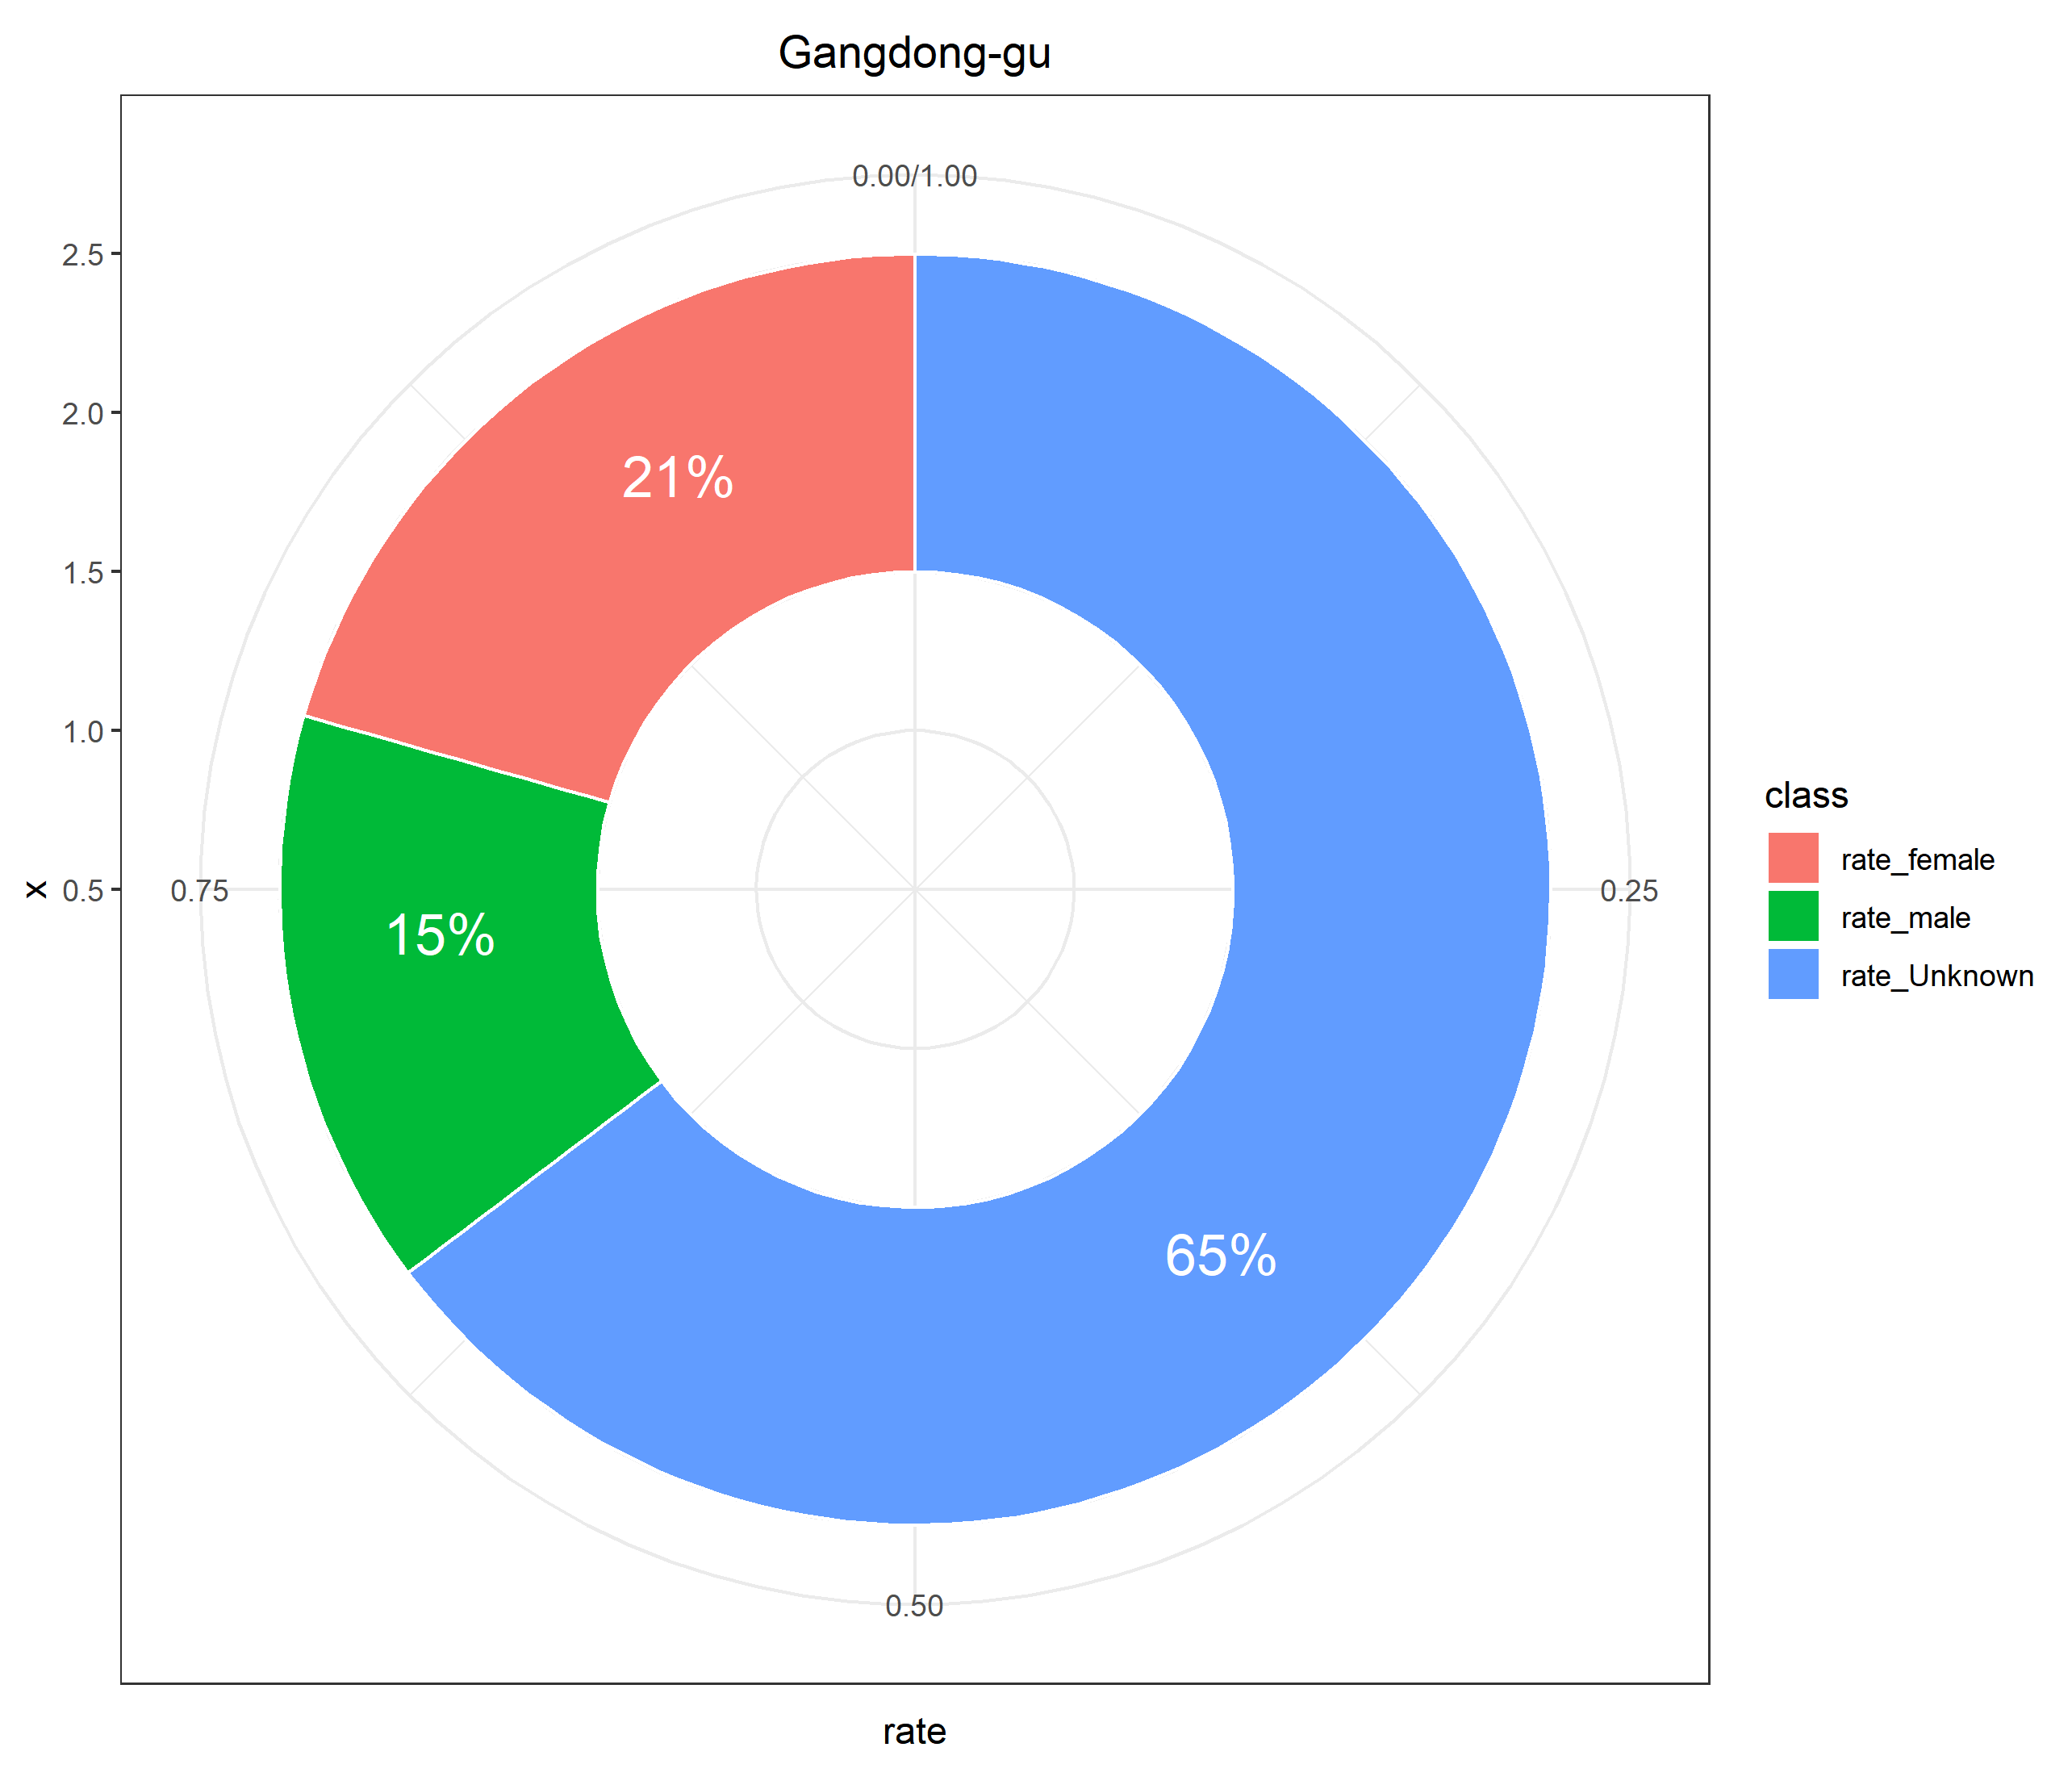 Gangdong-gu
0.00/1.00
2.5
2.0
21%
1.5
1.0
class
rate_female
x
0.5
0.75
0.25
rate_male
15%
rate_Unknown
65%
0.50
rate